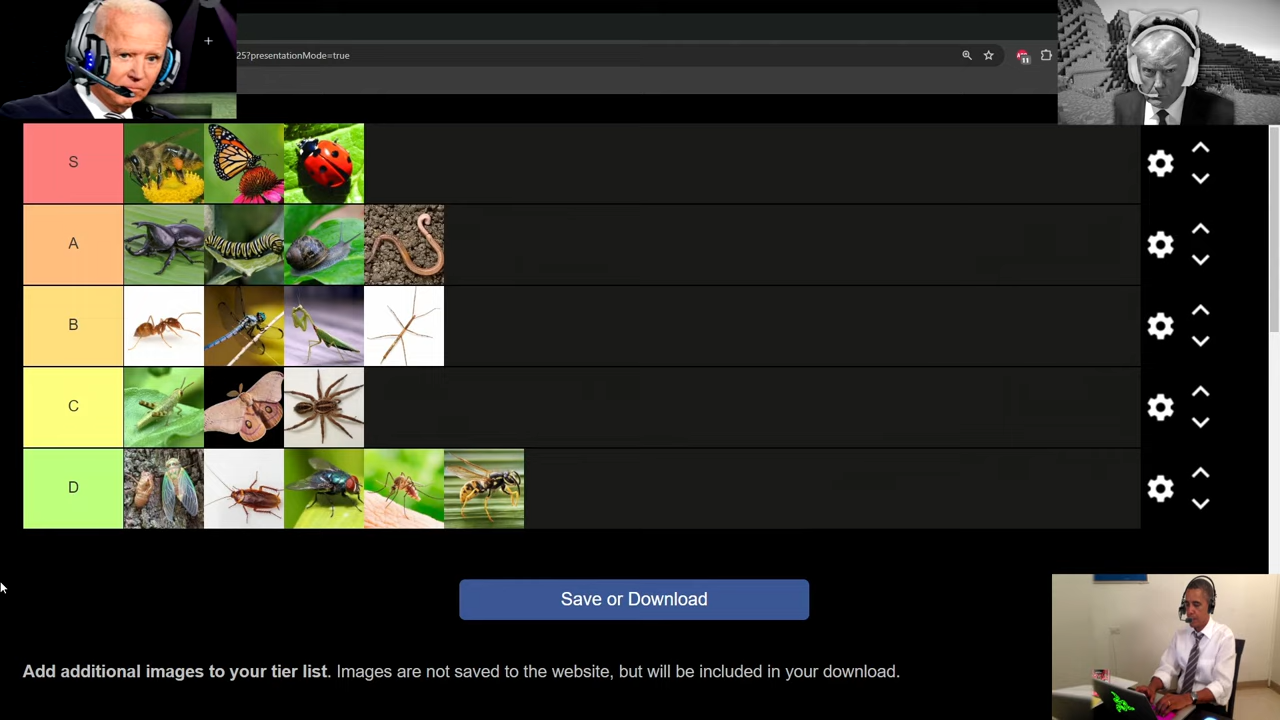 25?presentationMode=true
11
S
A
B
C
D
Save or Download
Add additional images to your tier list. Images are not saved to the website, but will be included in your download.